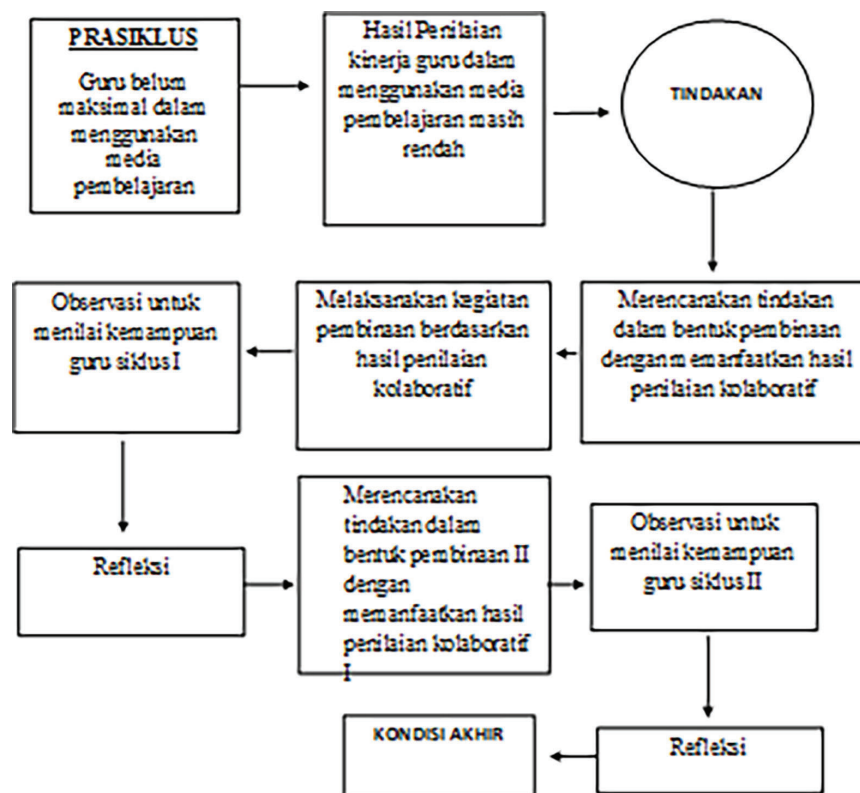 PRASIKLUS
Guru belum
maksimal dalam
menggunakan
media
pembelajaran
Hasil Penilaian
kinerja guru dalam
menggunakan media
pembelajaran masih
rendah
TINDAKAN
Merencanakan tindakan
dalam bentuk pembinaan
dengan memanfaatkan hasil
penilaian kolaboratif
Melaksanakan kegiatan
pembinaan berdasarkan
hasil penilaian
kolaboratif
Observasi untuk
menilai kemampuan
guru siklus I
Refleksi
Merencanakan
tindakan dalam
bentuk pembinaan II
dengan
memanfaatkan hasil
penilaian kolaboratif
I
Observasi untuk
menilai kemampuan
guru siklus II
Refleksi
KONDISI AKHIR